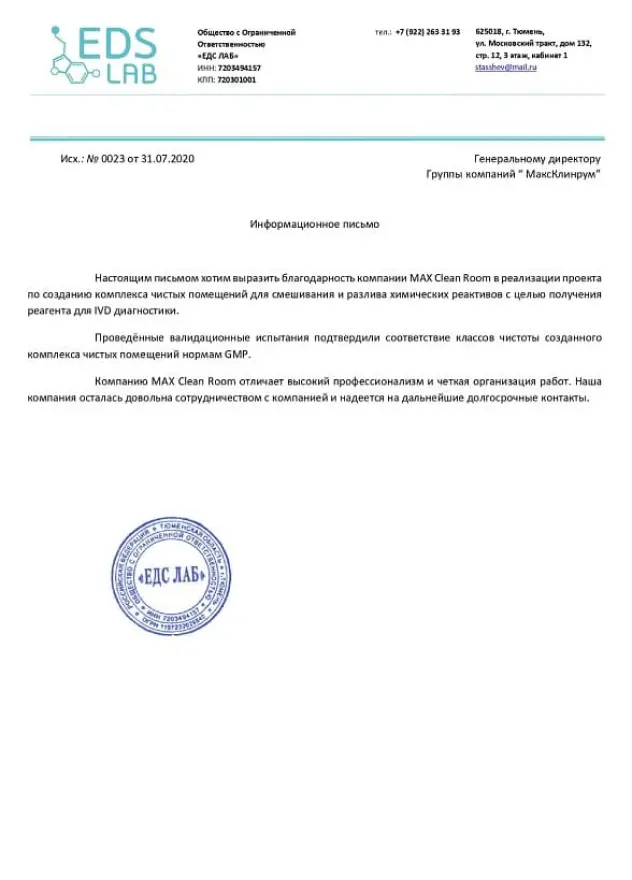 EDS
LAB
Общество с Ограниченной
Ответственностью
«ЕДС ЛАБ»
ИНН: 7203494157
КПП: 720301001
тел.: +7 (922) 263 31 93
625018, г. Тюмень,
ул. Московский тракт, дом 132,
стр. 12, 3 этаж, кабинет 1
stasshev@mail.ru
Исх.: № 0023 от 31.07.2020
Генеральному директору
Группы компаний " МаксКлинрум"
Информационное письмо
Настоящим письмом хотим выразить благодарность компании MAX Clean Room в реализации проекта
по созданию комплекса чистых помещений для смешивания и разлива химических реактивов с целью получения
реагента для IVD диагностики.
Проведённые валидационные испытания подтвердили соответствие классов чистоты созданного
комплекса чистых помещений нормам GMP.
Компанию MAX Clean Room отличает высокий профессионализм и четкая организация работ. Наша
компания осталась довольна сотрудничеством с компанией и надеется на дальнейшие долгосрочные контакты.
РОССИЙСКАЯ ФЕДЕРАЦИЯ * ТЮМЕНСКАЯ ОБЛАСТЬ * г. ТЮМЕНЬ
ОБЩЕСТВО С ОГРАНИЧЕННОЙ ОТВЕТСТВЕННОСТЬЮ
«ЕДС ЛАБ»
ИНН 7203494157
ОГРН